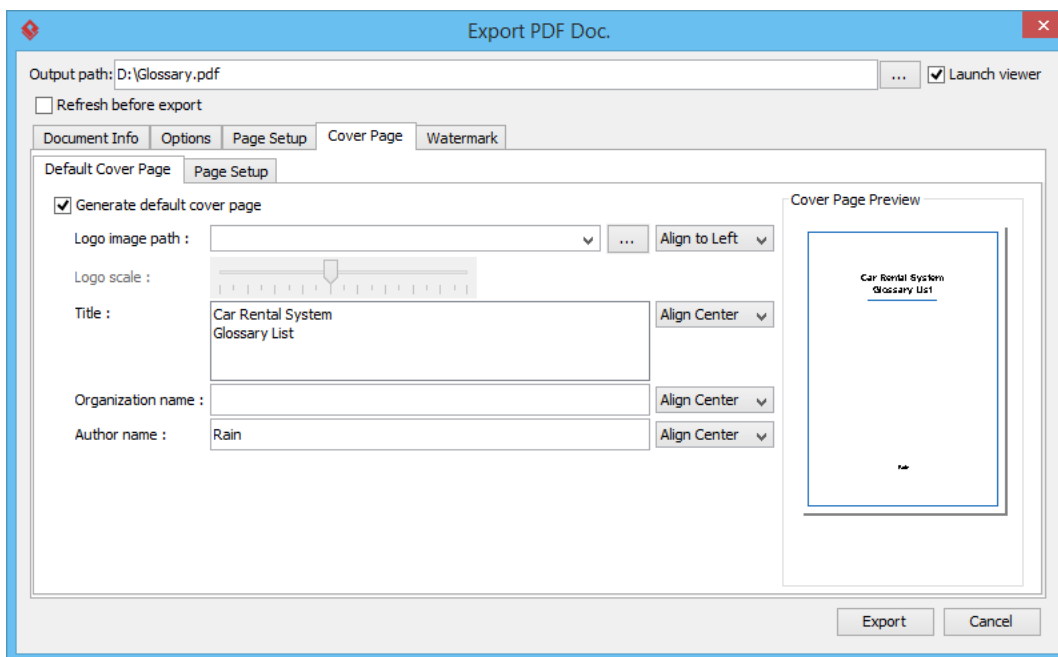 Export PDF Doc.
Output path: D:\Glossary.pdf ... Launch viewer
Refresh before export
Document Info Options Page Setup Cover Page Watermark
Default Cover Page Page Setup
Generate default cover page
Logo image path : ... Align to Left
Logo scale :
Title : Car Rental System Align Center
Glossary List
Organization name : Align Center
Author name : Rain Align Center
Cover Page Preview
Car Rental System
Glossary List
Rain
Export Cancel